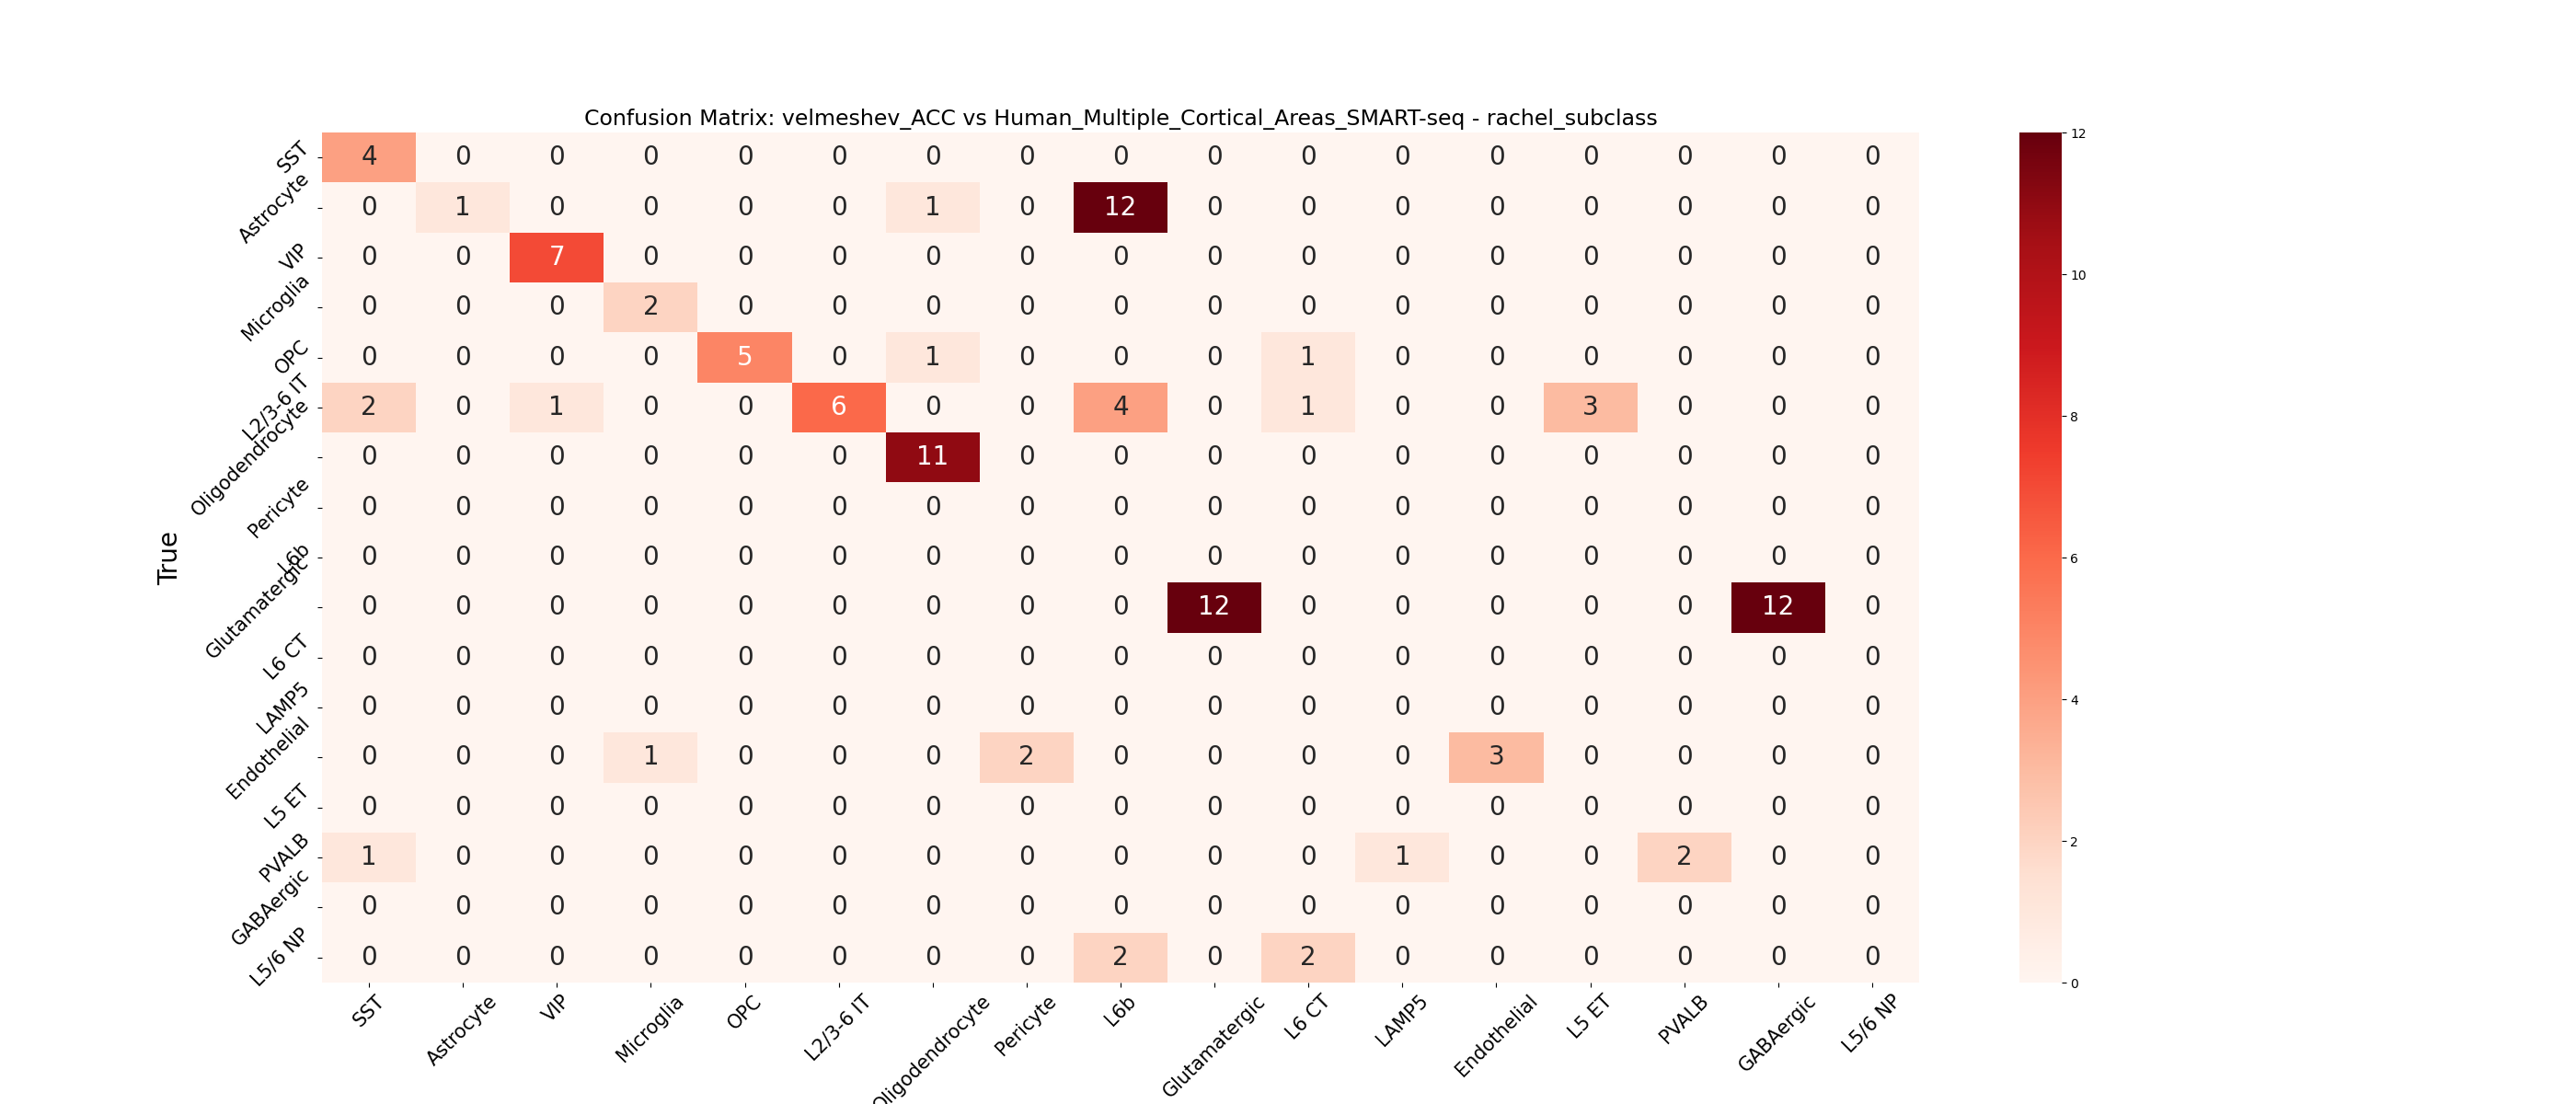 Confusion Matrix: velmeshev_ACC vs Human_Multiple_Cortical_Areas_SMART-seq - rachel_subclass
True
SST 4 0 0 0 0 0 0 0 0 0 0 0 0 0 0 0 0
Astrocyte 0 1 0 0 0 0 1 0 12 0 0 0 0 0 0 0 0
VIP 0 0 7 0 0 0 0 0 0 0 0 0 0 0 0 0 0
Microglia 0 0 0 2 0 0 0 0 0 0 0 0 0 0 0 0 0
OPC 0 0 0 0 5 0 1 0 0 0 1 0 0 0 0 0 0
L2/3-6 IT 2 0 1 0 0 6 0 0 4 0 1 0 0 3 0 0 0
Oligodendrocyte 0 0 0 0 0 0 11 0 0 0 0 0 0 0 0 0 0
Pericyte 0 0 0 0 0 0 0 0 0 0 0 0 0 0 0 0 0
L6b 0 0 0 0 0 0 0 0 0 0 0 0 0 0 0 0 0
Glutamatergic 0 0 0 0 0 0 0 0 0 12 0 0 0 0 0 12 0
L6 CT 0 0 0 0 0 0 0 0 0 0 0 0 0 0 0 0 0
LAMP5 0 0 0 0 0 0 0 0 0 0 0 0 0 0 0 0 0
Endothelial 0 0 0 1 0 0 0 2 0 0 0 0 3 0 0 0 0
L5 ET 0 0 0 0 0 0 0 0 0 0 0 0 0 0 0 0 0
PVALB 1 0 0 0 0 0 0 0 0 0 0 1 0 0 2 0 0
GABAergic 0 0 0 0 0 0 0 0 0 0 0 0 0 0 0 0 0
L5/6 NP 0 0 0 0 0 0 0 0 2 0 2 0 0 0 0 0 0
SST Astrocyte VIP Microglia OPC L2/3-6 IT Oligodendrocyte Pericyte L6b Glutamatergic L6 CT LAMP5 Endothelial L5 ET PVALB GABAergic L5/6 NP
12
10
8
6
4
2
0